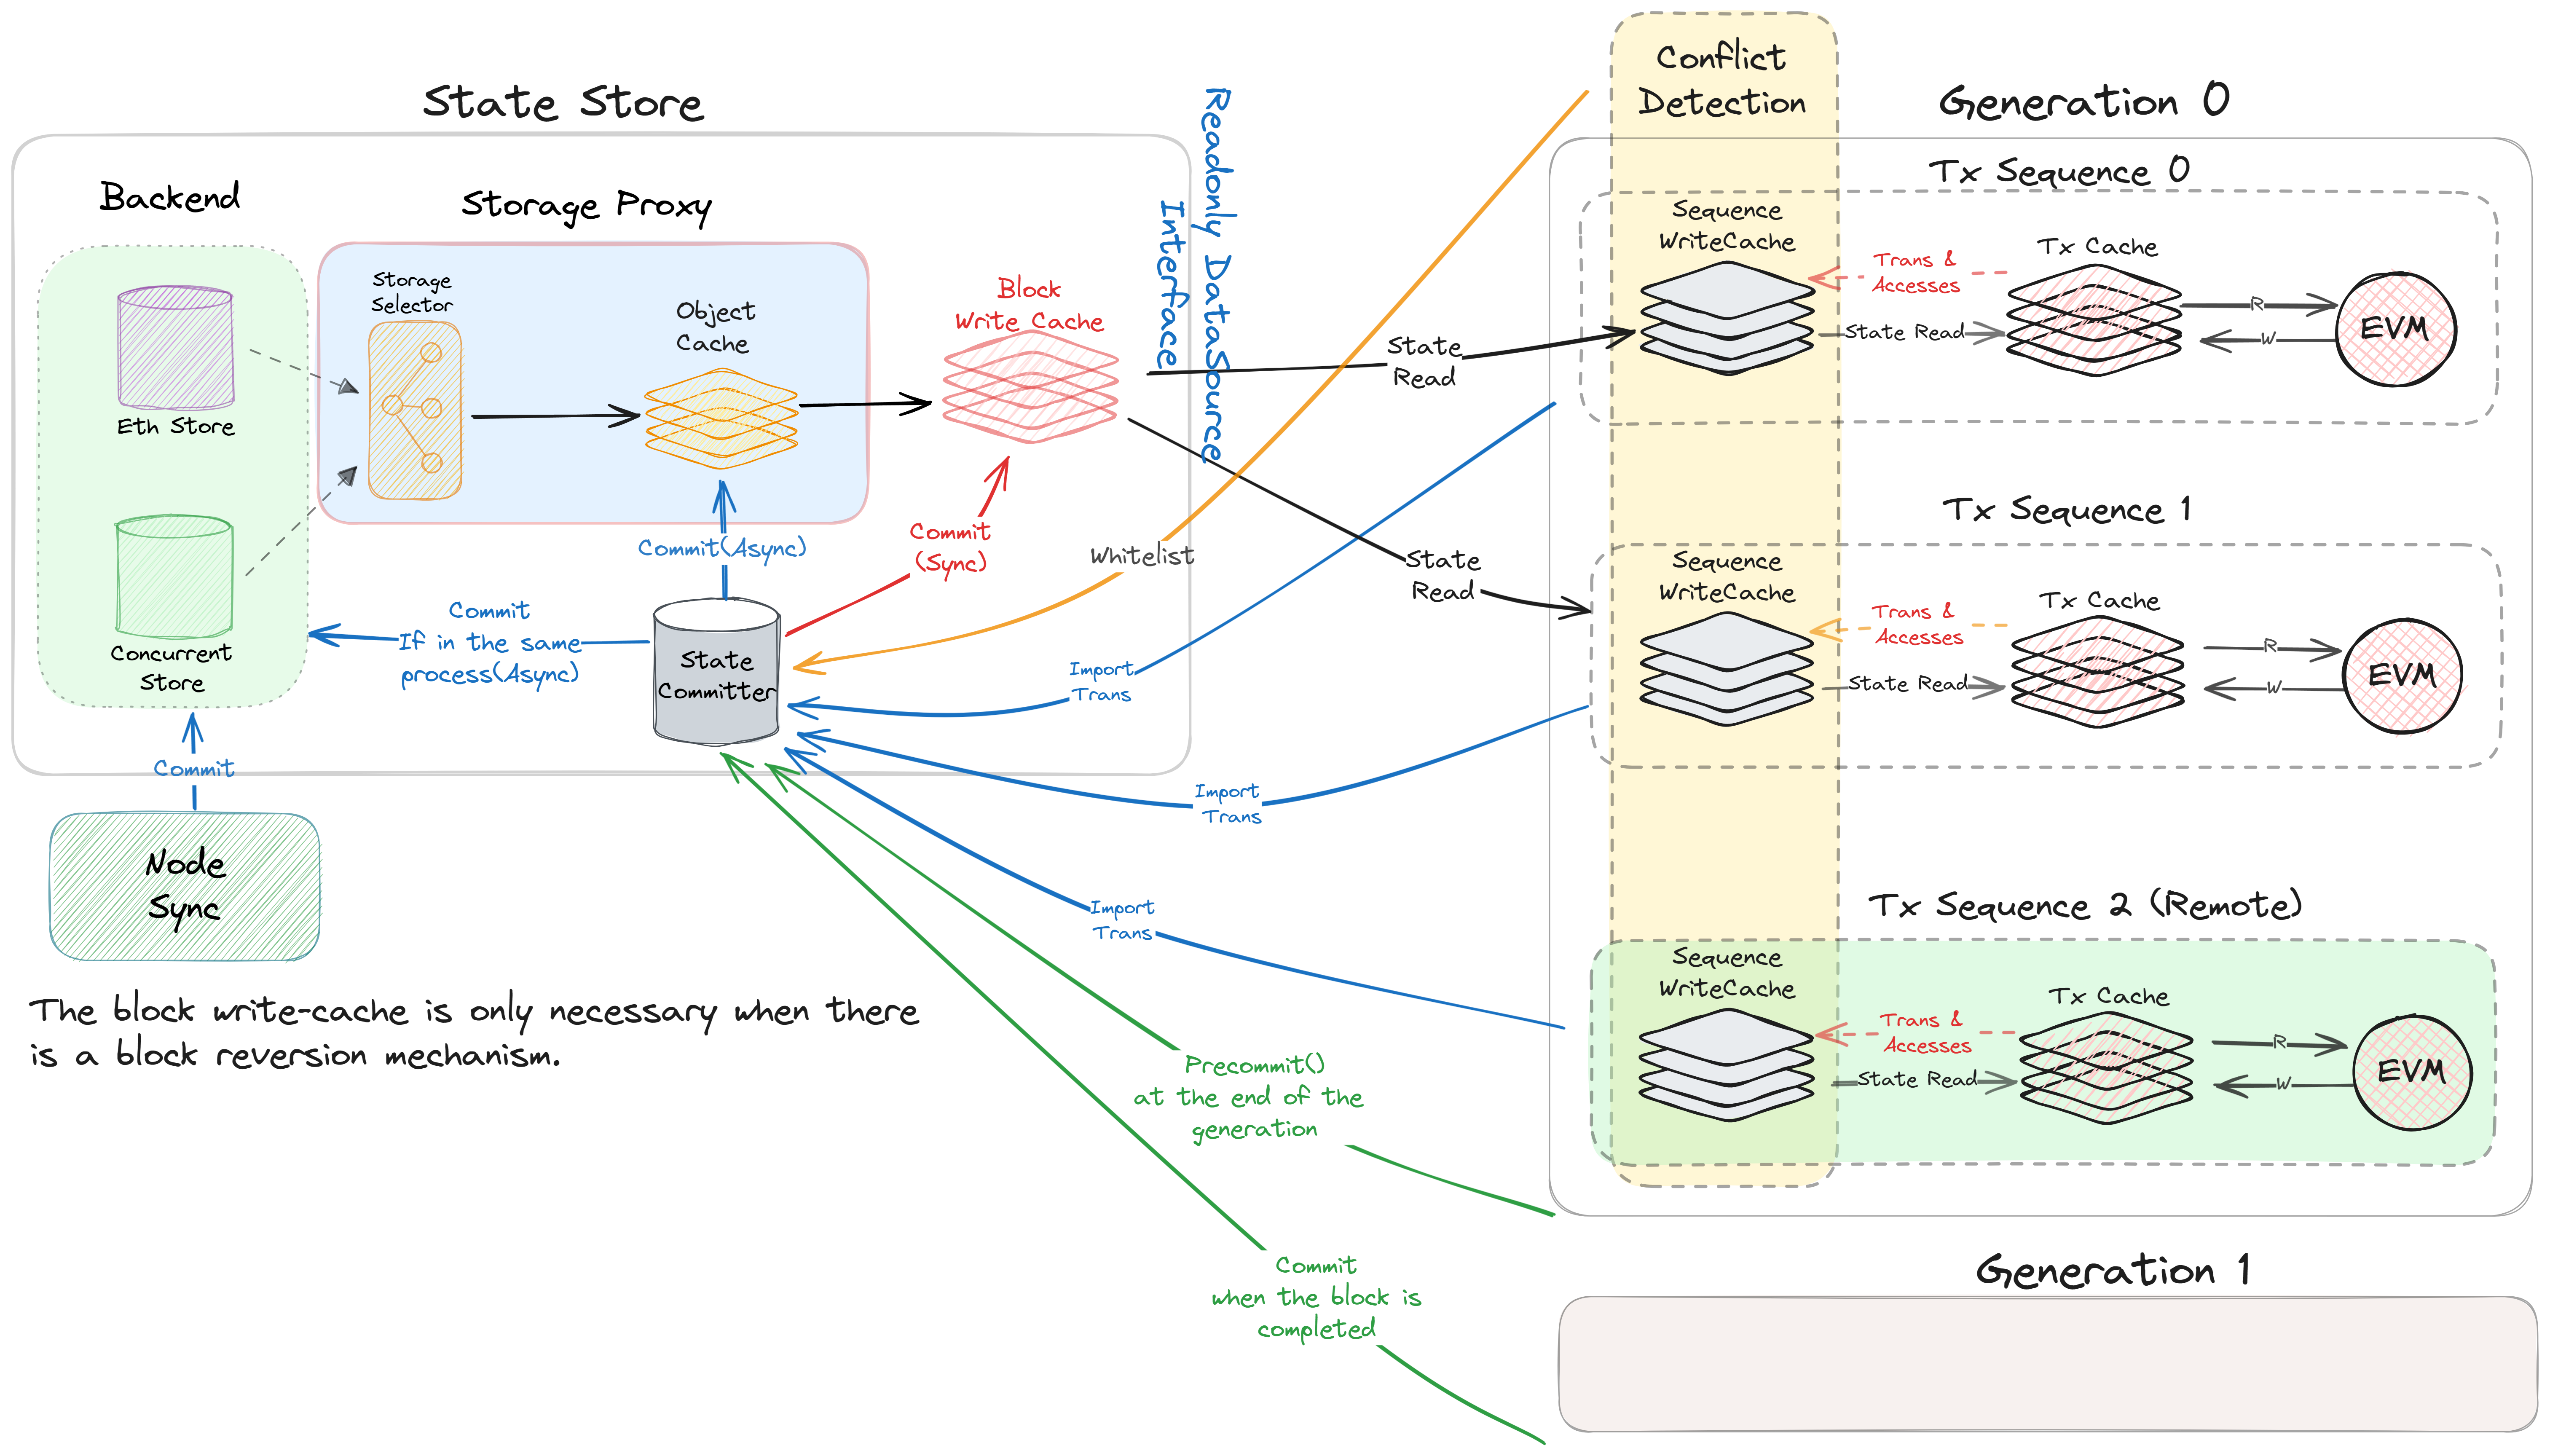 State Store
Backend
Eth Store
Concurrent
Store
Storage Proxy
Storage
Selector
Object
Cache
Block
Write Cache
Readonly DataSource
Interface
Commit(Async)
Commit
(Sync)
Commit
If in the same
process(Async)
State
Committer
Commit
Node
Sync
The block write-cache is only necessary when there
is a block reversion mechanism.
Whitelist
State
Read
State
Read
Import
Trans
Import
Trans
Import
Trans
Precommit()
at the end of the
generation
Commit
when the block is
completed
Conflict
Detection
Generation 0
Tx Sequence 0
Sequence
WriteCache
Trans &
Accesses
State Read
Tx Cache
R
W
EVM
Tx Sequence 1
Sequence
WriteCache
Trans &
Accesses
State Read
Tx Cache
R
W
EVM
Tx Sequence 2 (Remote)
Sequence
WriteCache
Trans &
Accesses
State Read
Tx Cache
R
W
EVM
Generation 1